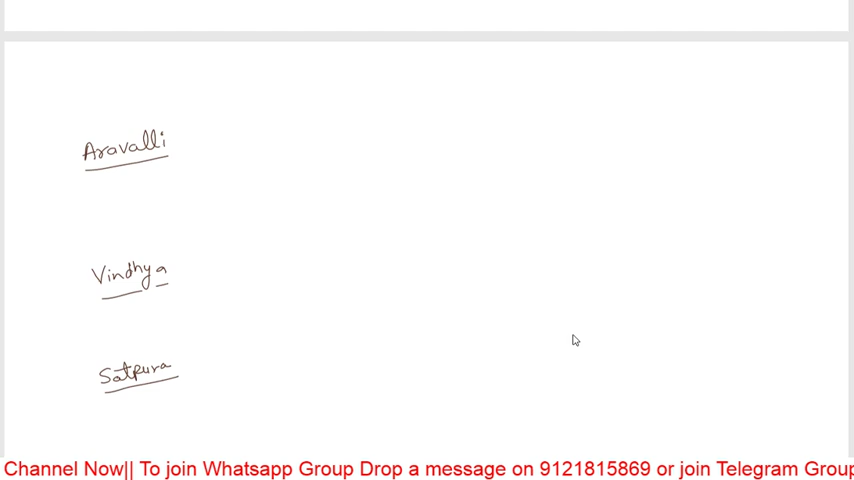 Aravalli
Vindhya
Satpura
Channel Now|| To join Whatsapp Group Drop a message on 9121815869 or join Telegram Group